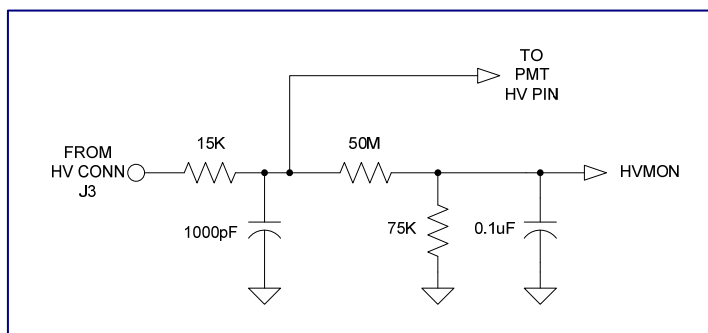 TO
PMT
HV PIN
15K
50M
FROM
HV CONN
J3
HVMON
1000pF
75K
0.1uF